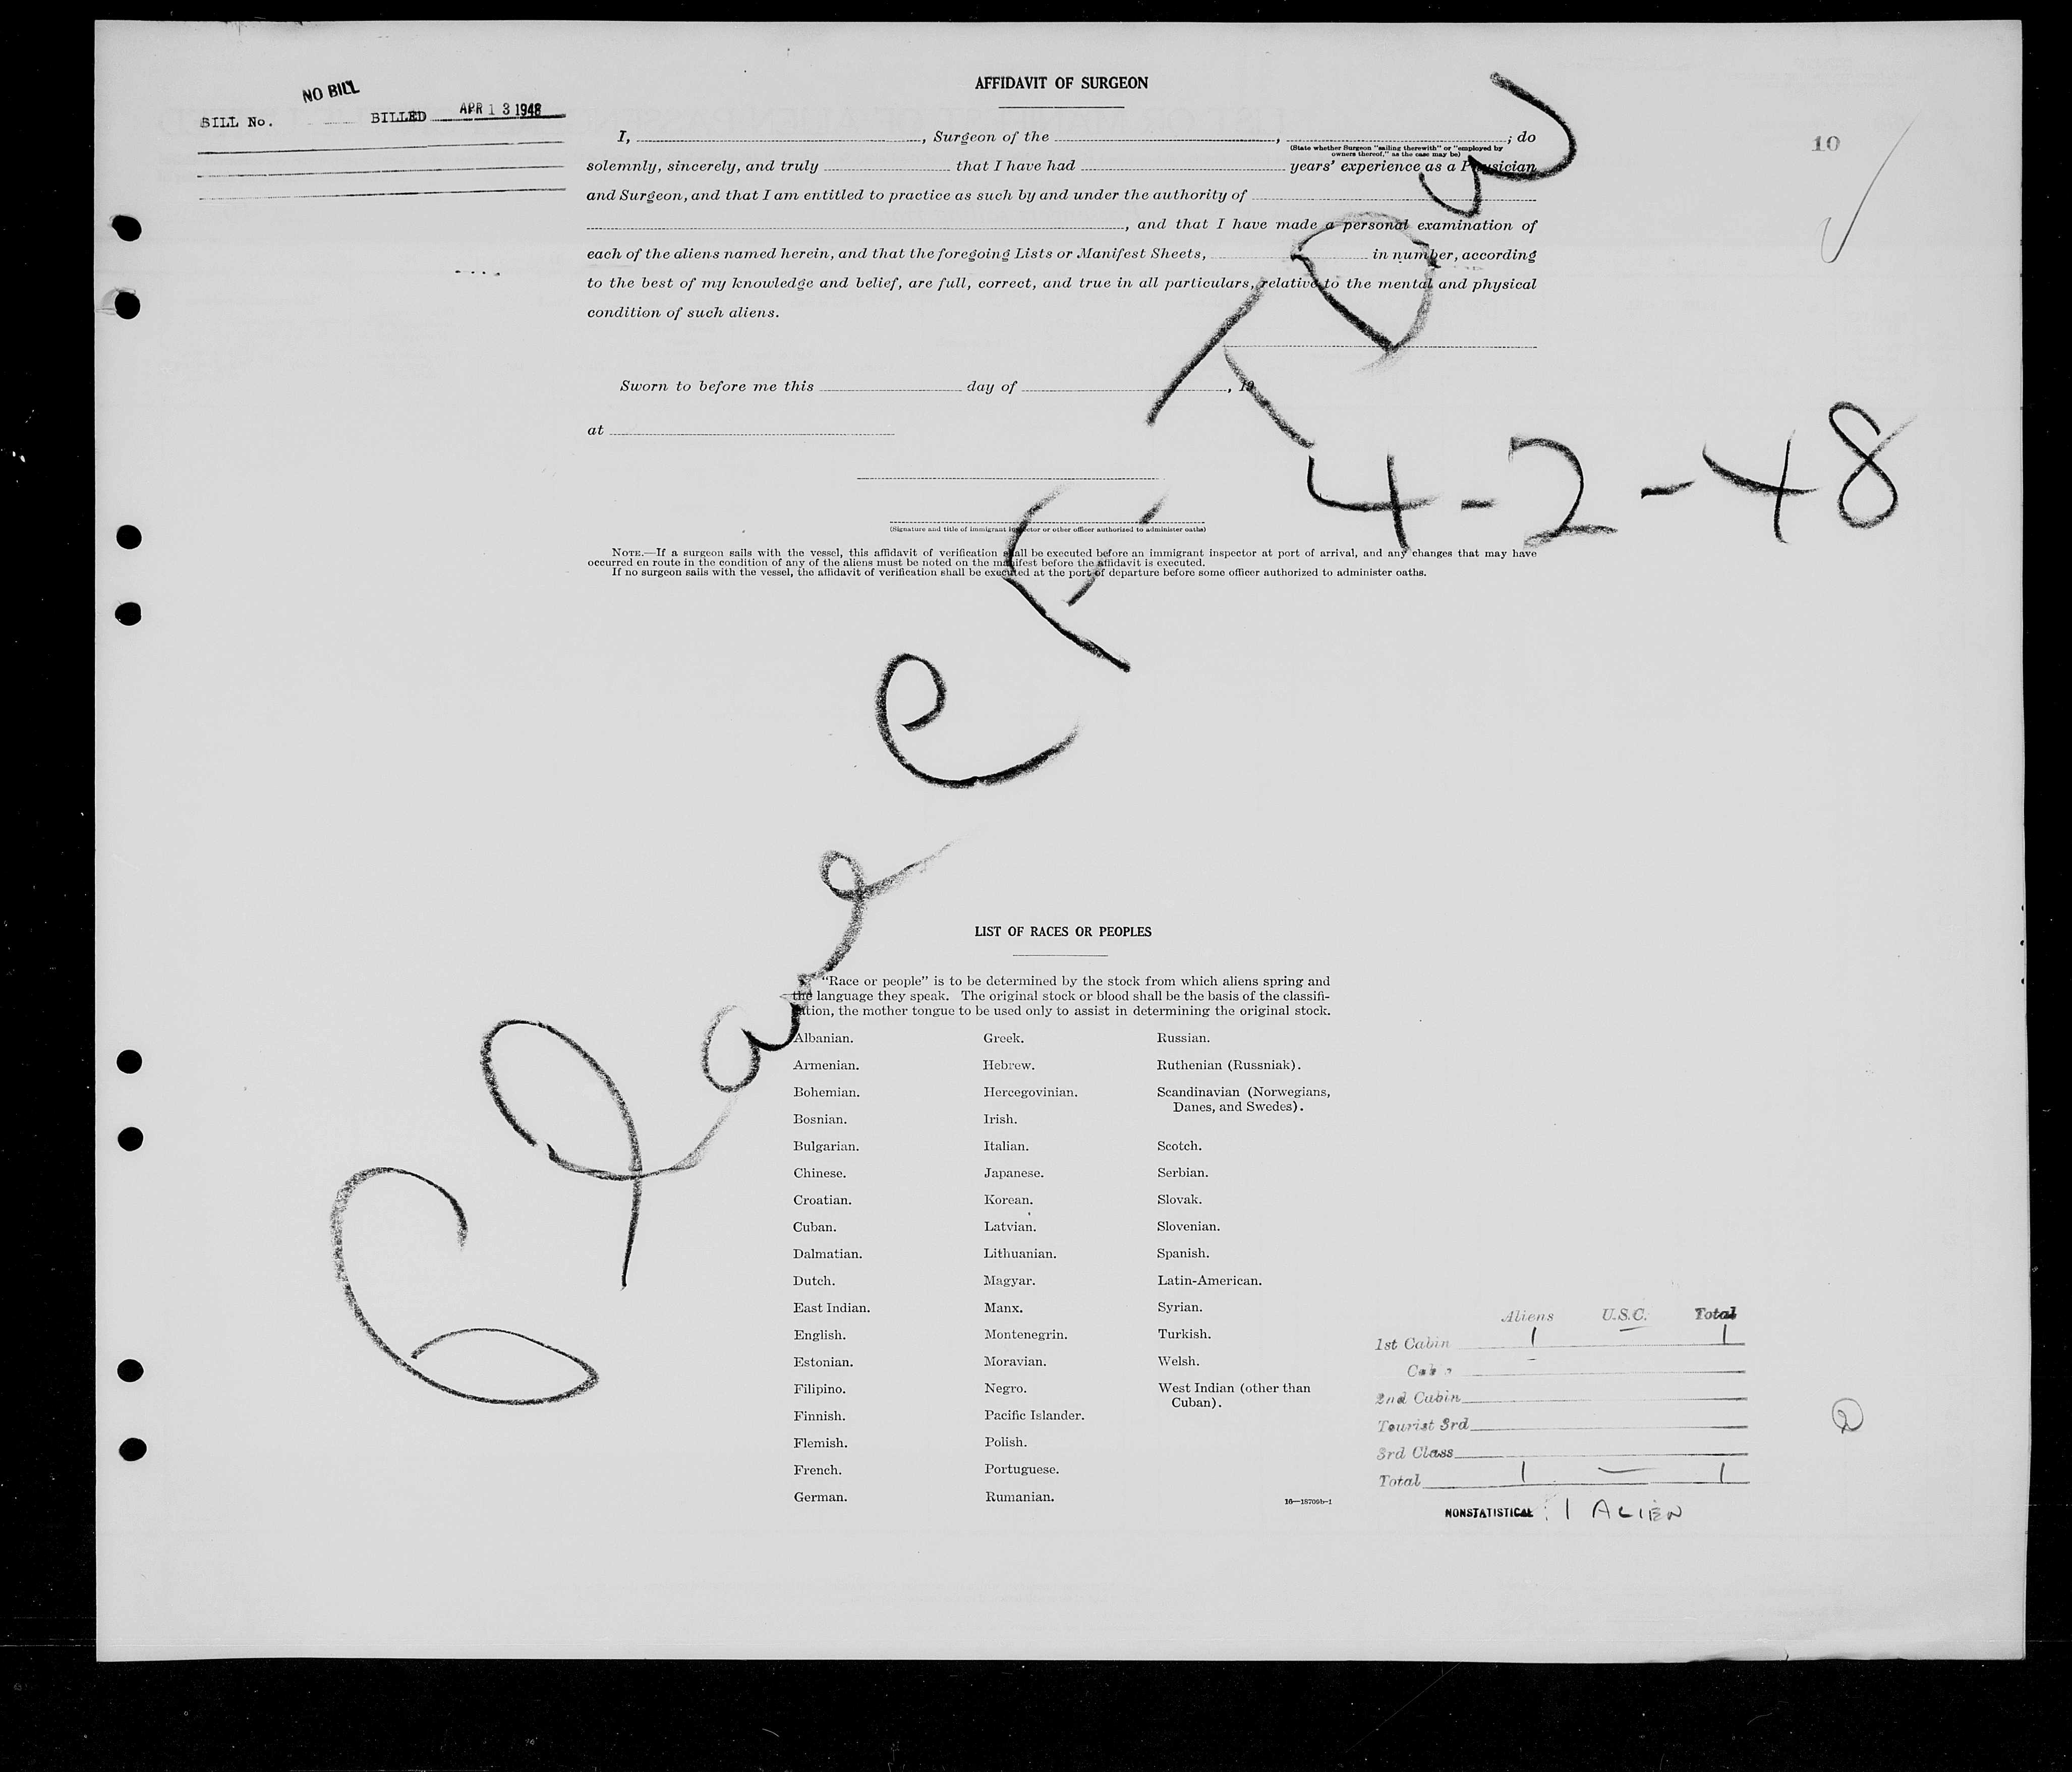 NO BILL
BILL No. BILLED APR 13 1948
10
AFFIDAVIT OF SURGEON
I, , Surgeon of the , ; do
(State whether Surgeon "sailing therewith" or "employed by
owners thereof," as the case may be)
solemnly, sincerely, and truly that I have had years' experience as a Physician
and Surgeon, and that I am entitled to practice as such by and under the authority of
, and that I have made a personal examination of
each of the aliens named herein, and that the foregoing Lists or Manifest Sheets, in number, according
to the best of my knowledge and belief, are full, correct, and true in all particulars, relative to the mental and physical
condition of such aliens.
Sworn to before me this day of , 19
at
4-2-48
(Signature and title of immigrant inspector or other officer authorized to administer oaths)
NOTE.—If a surgeon sails with the vessel, this affidavit of verification shall be executed before an immigrant inspector at port of arrival, and any changes that may have
occurred en route in the condition of any of the aliens must be noted on the manifest before the affidavit is executed.
If no surgeon sails with the vessel, the affidavit of verification shall be executed at the port of departure before some officer authorized to administer oaths.
LIST OF RACES OR PEOPLES
"Race or people" is to be determined by the stock from which aliens spring and
the language they speak. The original stock or blood shall be the basis of the classifi-
cation, the mother tongue to be used only to assist in determining the original stock.
Albanian.
Armenian.
Bohemian.
Bosnian.
Bulgarian.
Chinese.
Croatian.
Cuban.
Dalmatian.
Dutch.
East Indian.
English.
Estonian.
Filipino.
Finnish.
Flemish.
French.
German.
Greek.
Hebrew.
Hercegovinian.
Irish.
Italian.
Japanese.
Korean.
Latvian.
Lithuanian.
Magyar.
Manx.
Montenegrin.
Moravian.
Negro.
Pacific Islander.
Polish.
Portuguese.
Rumanian.
Russian.
Ruthenian (Russniak).
Scandinavian (Norwegians,
Danes, and Swedes).
Scotch.
Serbian.
Slovak.
Slovenian.
Spanish.
Latin-American.
Syrian.
Turkish.
Welsh.
West Indian (other than
Cuban).
16—18709b-1
Aliens U.S.C. Total
1st Cabin 1 — 1
2nd Cabin
Tourist 3rd
3rd Class
Total 1 — 1
NONSTATISTICAL: 1 ALIEN
2